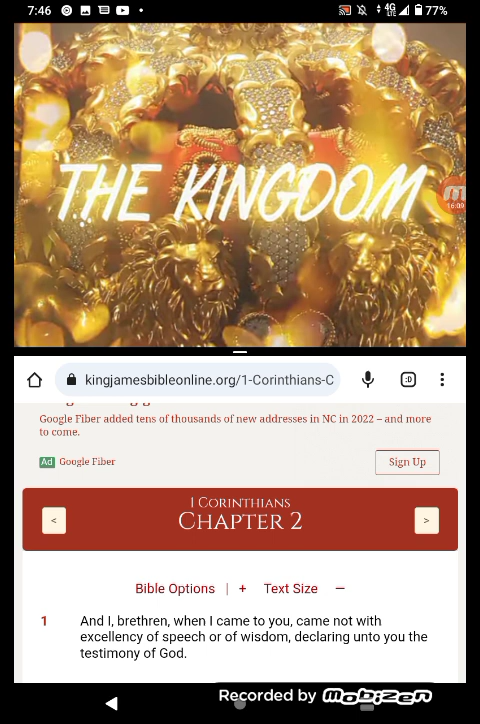 7:46
4G
LTE
77%
THE KINGDOM
16:09
kingjamesbibleonline.org/1-Corinthians-C
:D
Google Fiber added tens of thousands of new addresses in NC in 2022 – and more
to come.
Ad Google Fiber
Sign Up
1 CORINTHIANS
< CHAPTER 2 >
Bible Options | + Text Size –
1 And I, brethren, when I came to you, came not with
excellency of speech or of wisdom, declaring unto you the
testimony of God.
Recorded by Mobizen